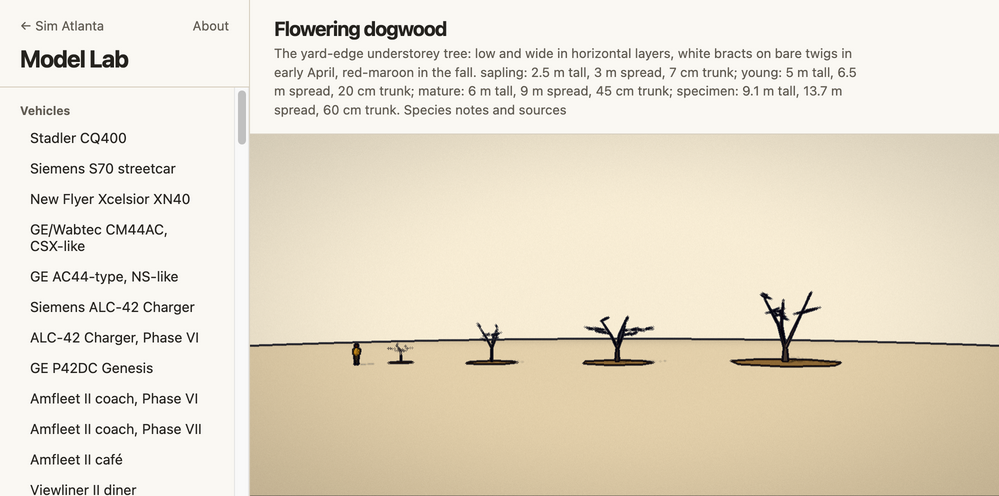 ← Sim Atlanta
About
Model Lab
Vehicles
Stadler CQ400
Siemens S70 streetcar
New Flyer Xcelsior XN40
GE/Wabtec CM44AC,
CSX-like
GE AC44-type, NS-like
Siemens ALC-42 Charger
ALC-42 Charger, Phase VI
GE P42DC Genesis
Amfleet II coach, Phase VI
Amfleet II coach, Phase VII
Amfleet II café
Viewliner II diner
Flowering dogwood
The yard-edge understorey tree: low and wide in horizontal layers, white bracts on bare twigs in
early April, red-maroon in the fall. sapling: 2.5 m tall, 3 m spread, 7 cm trunk; young: 5 m tall, 6.5
m spread, 20 cm trunk; mature: 6 m tall, 9 m spread, 45 cm trunk; specimen: 9.1 m tall, 13.7 m
spread, 60 cm trunk. Species notes and sources